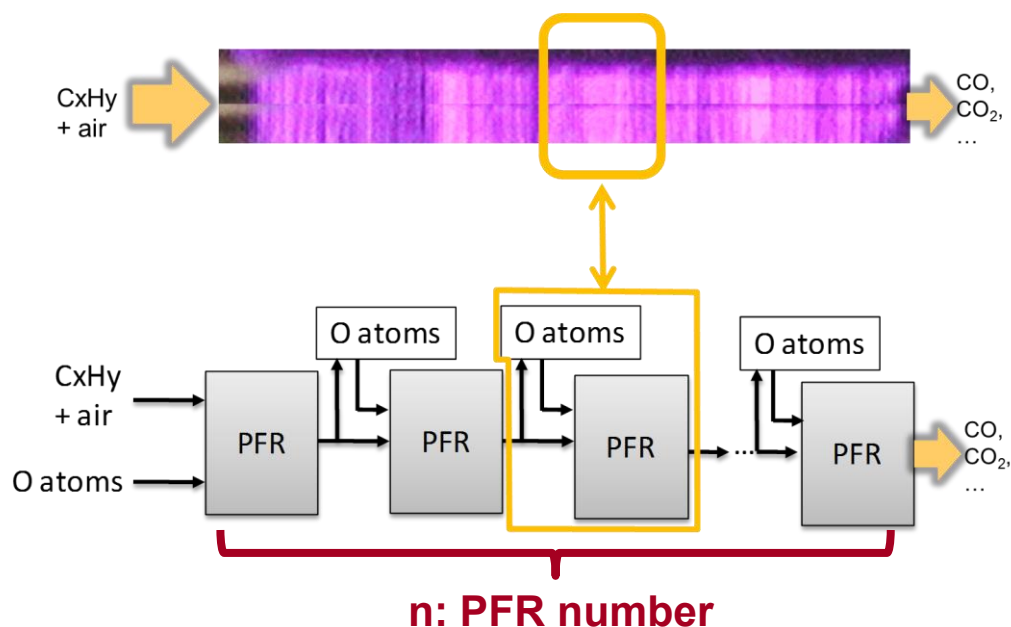 CxHy
+ air
CO,
CO₂,
...
O atoms
O atoms
O atoms
CxHy
+ air
O atoms
PFR
PFR
PFR
...
PFR
CO,
CO₂,
...
n: PFR number